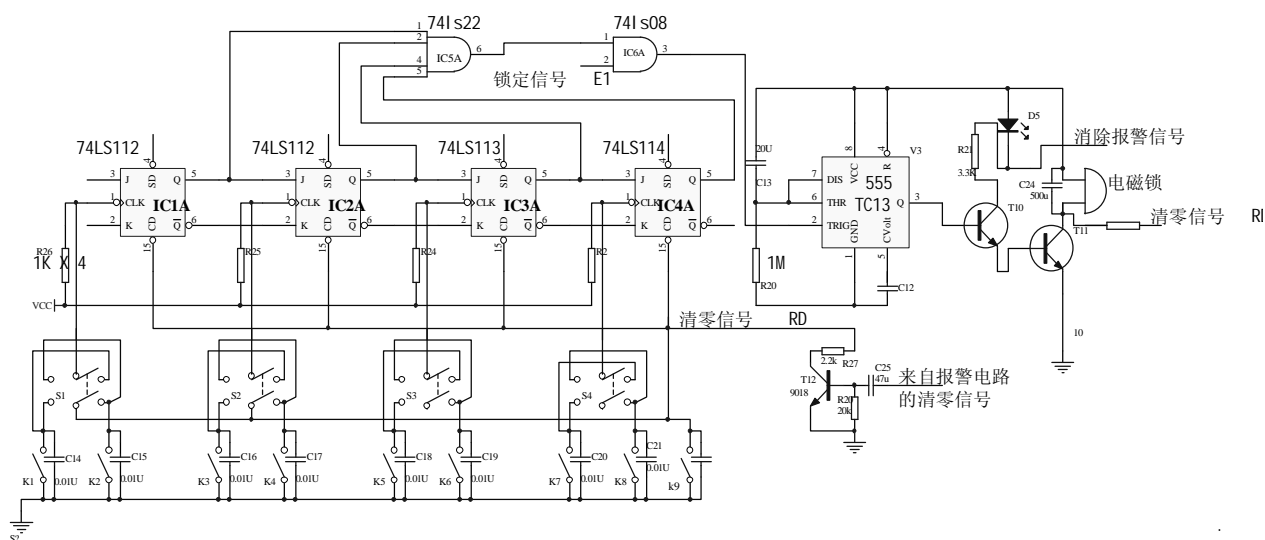 74ls22
74ls08
1
2
4
5
6
IC5A
1
2
3
IC6A
锁定信号 E1
74LS112
74LS112
74LS113
74LS114
4
4
4
4
3 J SD Q 5
1 CLK IC1A
2 K CD Q 6
15
3 J SD Q 5
1 CLK IC2A
2 K CD Q 6
15
3 J SD Q 5
1 CLK IC3A
2 K CD Q 6
15
3 J SD Q 5
1 CLK IC4A
2 K CD Q 6
15
R26
1K X 4
R25
R24
R2
VCC
20U
C13
8
4
V3
7 DIS VCC R
555
6 THR TC13 Q 3
2 TRIG GND CVolt
1
5
1M
R20
C12
D5
R21
3.3K
消除报警信号
C24
500u
电磁锁
T10
T11
清零信号 RD
10
清零信号 RD
2.2k
R27
T12
9018
C25
47u
R20
20k
来自报警电路
的清零信号
S1
S2
S3
S4
C14
0.01U
C15
0.01U
C16
0.01U
C17
0.01U
C18
0.01U
C19
0.01U
C20
0.01U
C21
0.01U
K1
K2
K3
K4
K5
K6
K7
K8
k9
S?